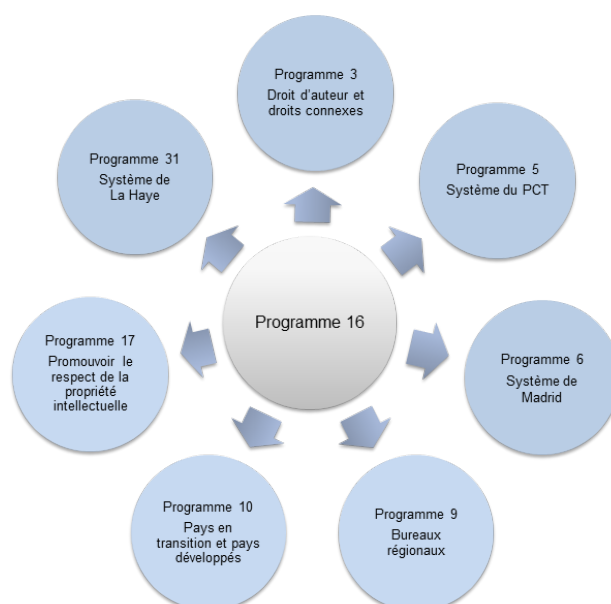 Programme 3
Droit d'auteur et
droits connexes
Programme 31
Système de
La Haye
Programme 5
Système du PCT
Programme 16
Programme 17
Promouvoir le
respect de la
propriété
intellectuelle
Programme 6
Système de
Madrid
Programme 10
Pays en
transition et pays
développés
Programme 9
Bureaux
régionaux